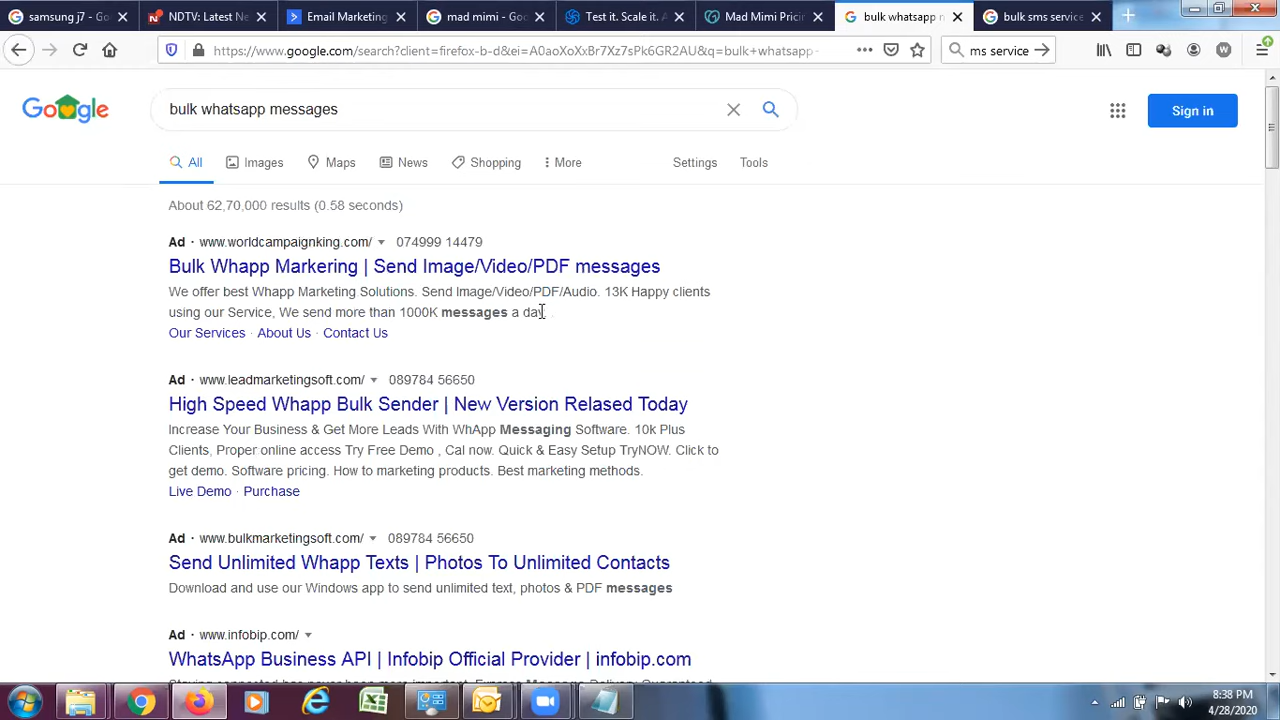 samsung j7 - Go
NDTV: Latest Ne
Email Marketing
mad mimi - Goo
Test it. Scale it. A
Mad Mimi Pricin
bulk whatsapp m
bulk sms service
https://www.google.com/search?client=firefox-b-d&ei=A0aoXsXxBr7Xz7sPk6GR2AU&q=bulk+whatsapp
ms service
Google
bulk whatsapp messages
Sign in
All
Images
Maps
News
Shopping
More
Settings
Tools
About 62,70,000 results (0.58 seconds)
Ad · www.worldcampaignking.com/ 074999 14479
Bulk Whapp Markering | Send Image/Video/PDF messages
We offer best Whapp Marketing Solutions. Send Image/Video/PDF/Audio. 13K Happy clients
using our Service, We send more than 1000K messages a day.
Our Services · About Us · Contact Us
Ad · www.leadmarketingsoft.com/ 089784 56650
High Speed Whapp Bulk Sender | New Version Relased Today
Increase Your Business & Get More Leads With WhApp Messaging Software. 10k Plus
Clients, Proper online access Try Free Demo , Cal now. Quick & Easy Setup TryNOW. Click to
get demo. Software pricing. How to marketing products. Best marketing methods.
Live Demo · Purchase
Ad · www.bulkmarketingsoft.com/ 089784 56650
Send Unlimited Whapp Texts | Photos To Unlimited Contacts
Download and use our Windows app to send unlimited text, photos & PDF messages
Ad · www.infobip.com/
WhatsApp Business API | Infobip Official Provider | infobip.com
8:38 PM
4/28/2020